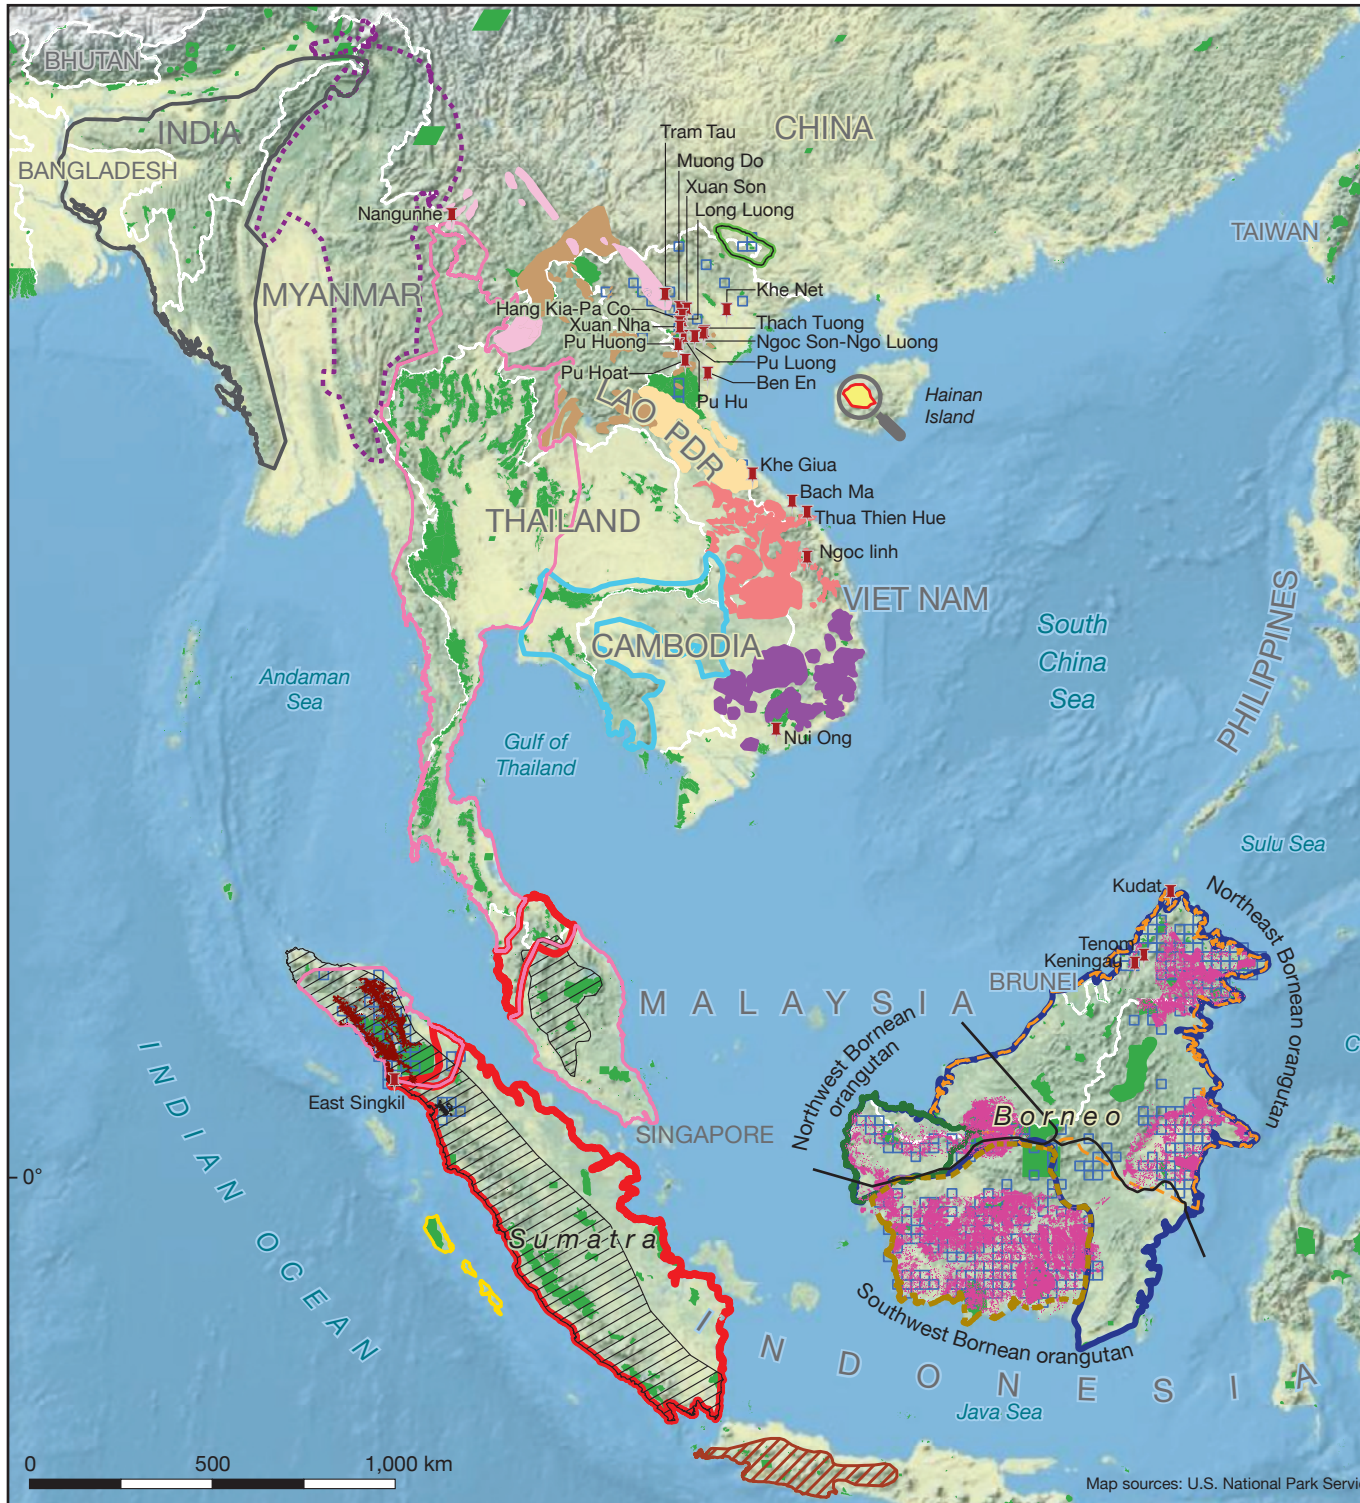 BHUTAN
INDIA
BANGLADESH
CHINA
Tram Tau
Muong Do
Xuan Son
Long Luong
Nangunhe
TAIWAN
MYANMAR
Khe Net
Hang Kia-Pa Co
Xuan Nha
Thach Tuong
Pu Huong
Ngoc Son-Ngo Luong
Pu Luong
Pu Hoat
Ben En
Pu Hu
LAO
PDR
Hainan
Island
Khe Giua
Bach Ma
Thua Thien Hue
THAILAND
Ngoc linh
VIET NAM
CAMBODIA
South
China
Sea
PHILIPPINES
Andaman
Sea
Gulf of
Thailand
Nui Ong
Sulu Sea
Kudat
Northeast Bornean orangutan
Tenom
Keningau
BRUNEI
MALAYSIA
Northwest Bornean
orangutan
INDIAN OCEAN
East Singkil
Borneo
SINGAPORE
0°
Sumatra
Southwest Bornean orangutan
INDONESIA
Java Sea
0 500 1,000 km
Map sources: U.S. National Park Servi